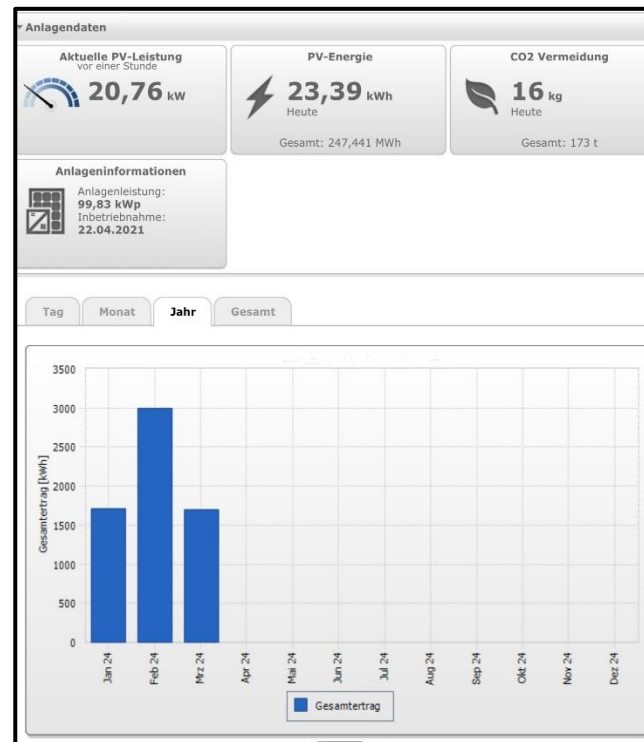 Anlagendaten
Aktuelle PV-Leistung
vor einer Stunde
20,76 kW
PV-Energie
23,39 kWh
Heute
Gesamt: 247,441 MWh
CO2 Vermeidung
16 kg
Heute
Gesamt: 173 t
Anlageninformationen
Anlagenleistung:
99,83 kWp
Inbetriebnahme:
22.04.2021
Tag
Monat
Jahr
Gesamt
Gesamtertrag [kWh]
3500
3000
2500
2000
1500
1000
500
0
Jan 24
Feb 24
Mrz 24
Apr 24
Mai 24
Jun 24
Jul 24
Aug 24
Sep 24
Okt 24
Nov 24
Dez 24
Gesamtertrag